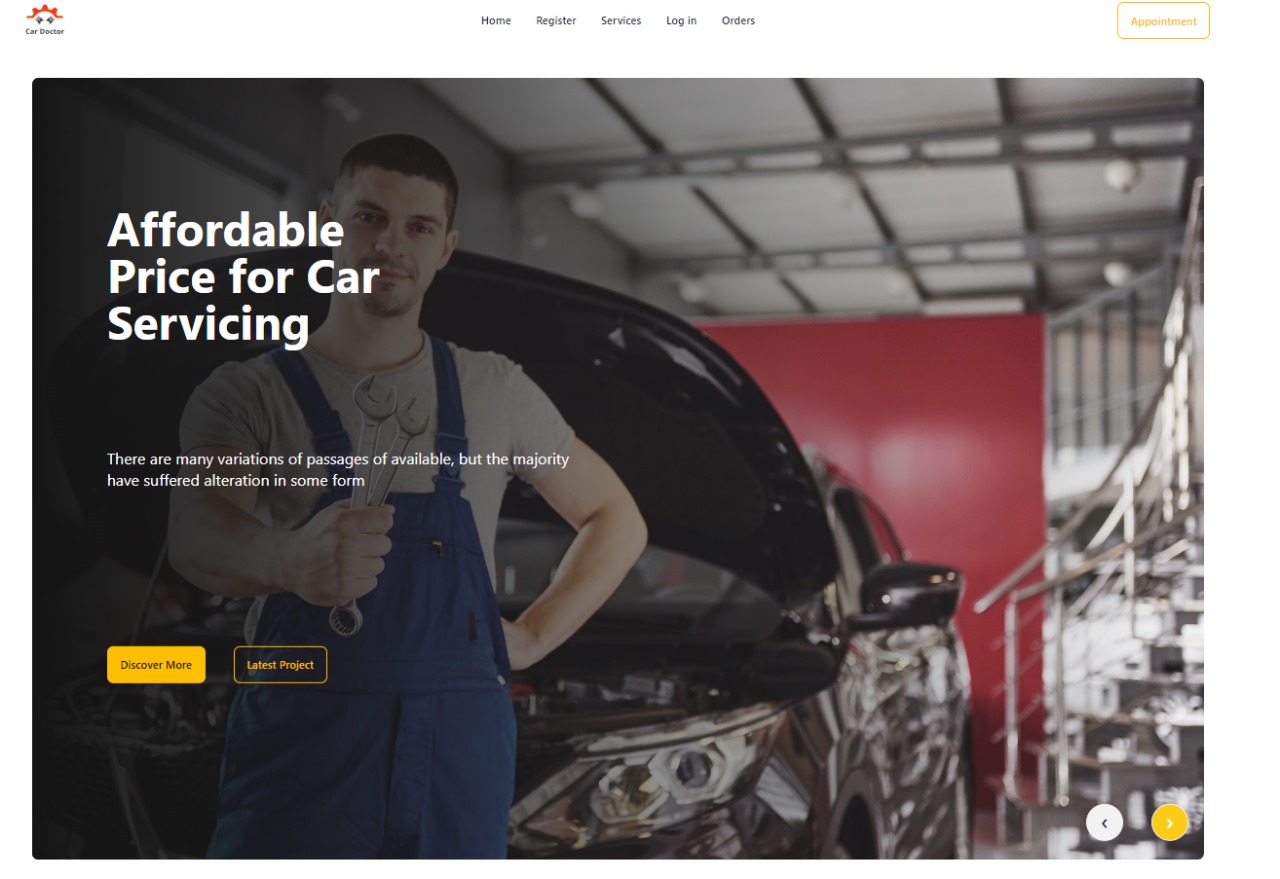 Car Doctor
Home Register Services Log in Orders
Appointment
Affordable
Price for Car
Servicing
There are many variations of passages of available, but the majority
have suffered alteration in some form
Discover More Latest Project
‹ ›